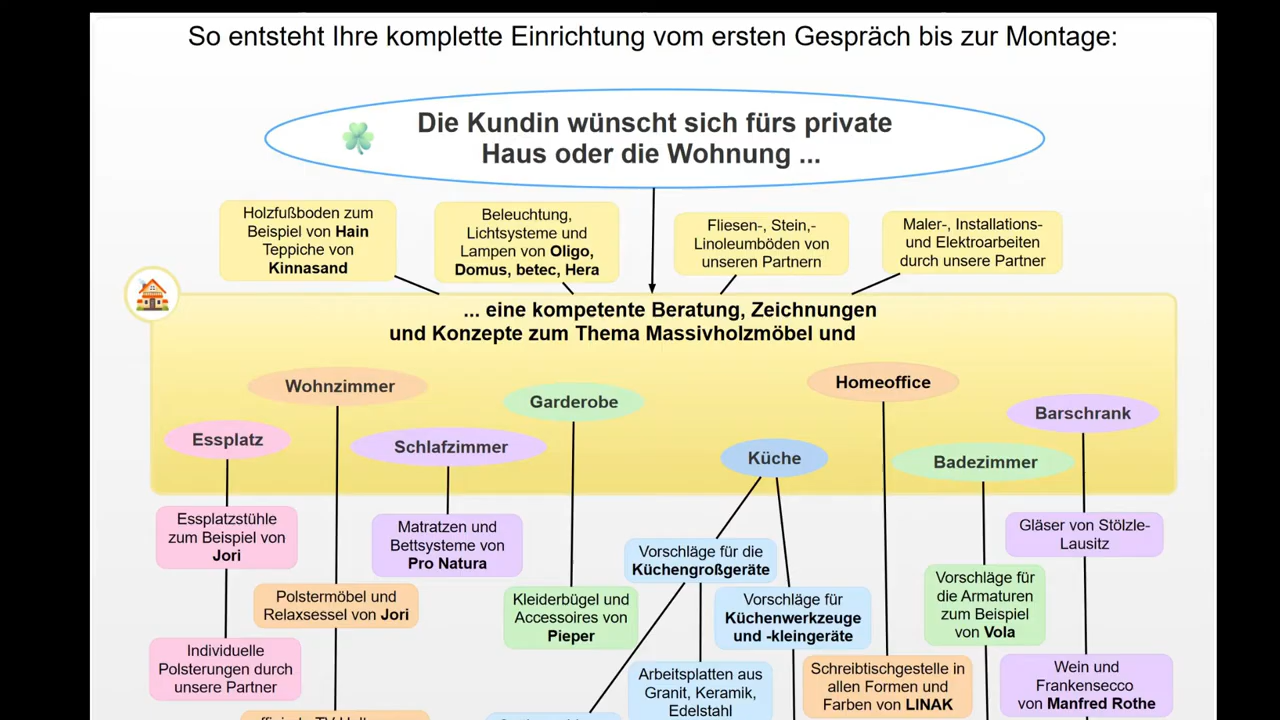 So entsteht Ihre komplette Einrichtung vom ersten Gespräch bis zur Montage:
Die Kundin wünscht sich fürs private
Haus oder die Wohnung ...
Holzfußboden zum
Beispiel von Hain
Teppiche von
Kinnasand
Beleuchtung,
Lichtsysteme und
Lampen von Oligo,
Domus, betec, Hera
Fliesen-, Stein,-
Linoleumböden von
unseren Partnern
Maler-, Installations-
und Elektroarbeiten
durch unsere Partner
... eine kompetente Beratung, Zeichnungen
und Konzepte zum Thema Massivholzmöbel und
Wohnzimmer
Homeoffice
Garderobe
Barschrank
Essplatz
Schlafzimmer
Küche
Badezimmer
Essplatzstühle
zum Beispiel von
Jori
Matratzen und
Bettsysteme von
Pro Natura
Gläser von Stölzle-
Lausitz
Vorschläge für die
Küchengroßgeräte
Vorschläge für
die Armaturen
zum Beispiel
von Vola
Polstermöbel und
Relaxsessel von Jori
Kleiderbügel und
Accessoires von
Pieper
Vorschläge für
Küchenwerkzeuge
und -kleingeräte
Individuelle
Polsterungen durch
unsere Partner
Arbeitsplatten aus
Granit, Keramik,
Edelstahl
Schreibtischgestelle in
allen Formen und
Farben von LINAK
Wein und
Frankensecco
von Manfred Rothe